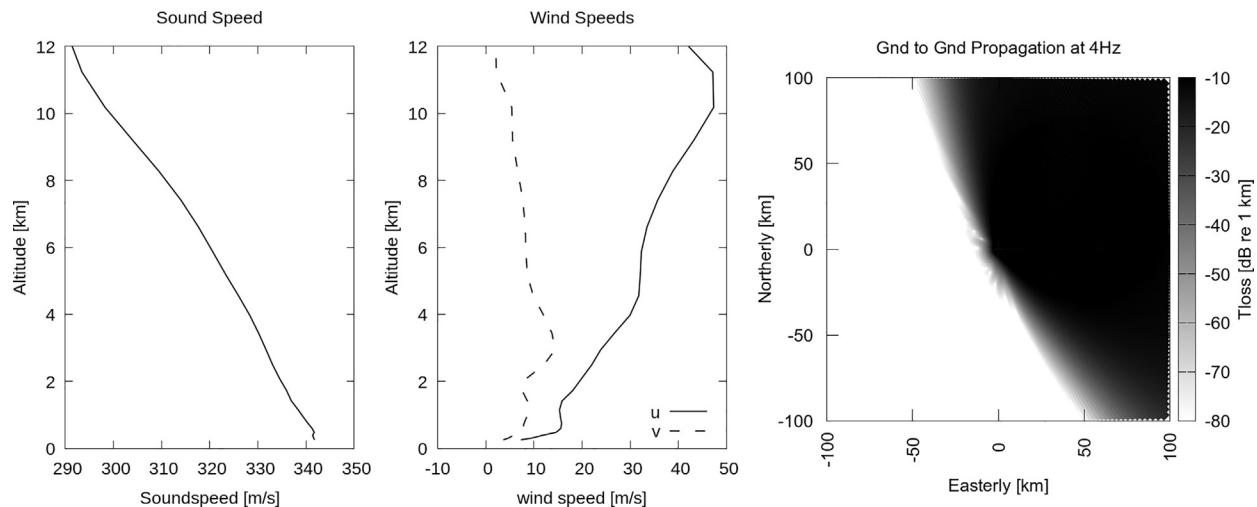 Sound Speed
12
10
8
6
4
2
0
Altitude [km]
290 300 310 320 330 340 350
Soundspeed [m/s]
Wind Speeds
12
10
8
6
4
2
0
Altitude [km]
u
v
-10 0 10 20 30 40 50
wind speed [m/s]
Gnd to Gnd Propagation at 4Hz
100
50
0
-50
-100
Northerly [km]
-100 -50 0 50 100
Easterly [km]
-10
-20
-30
-40
-50
-60
-70
-80
Tloss [dB re 1 km]